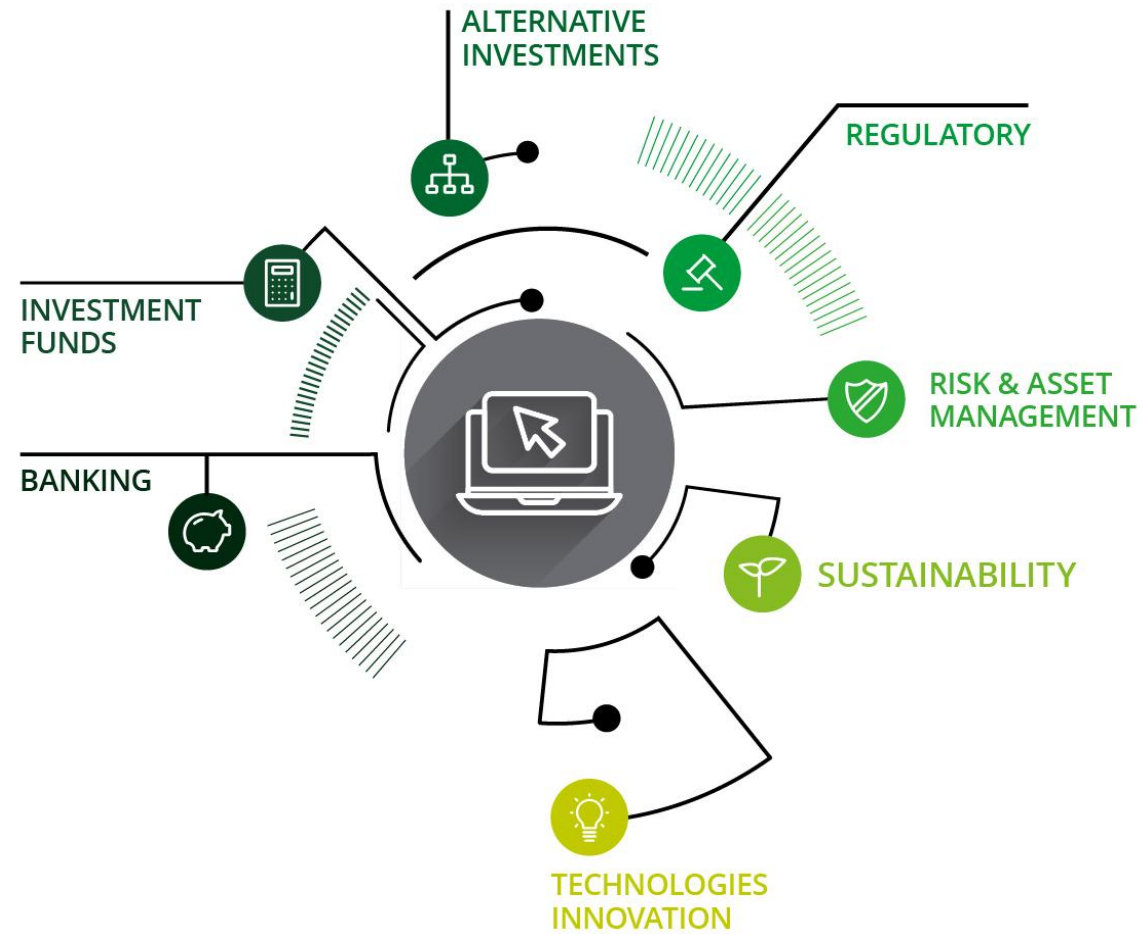 ALTERNATIVE
INVESTMENTS
REGULATORY
INVESTMENT
FUNDS
RISK & ASSET
MANAGEMENT
BANKING
SUSTAINABILITY
TECHNOLOGIES
INNOVATION